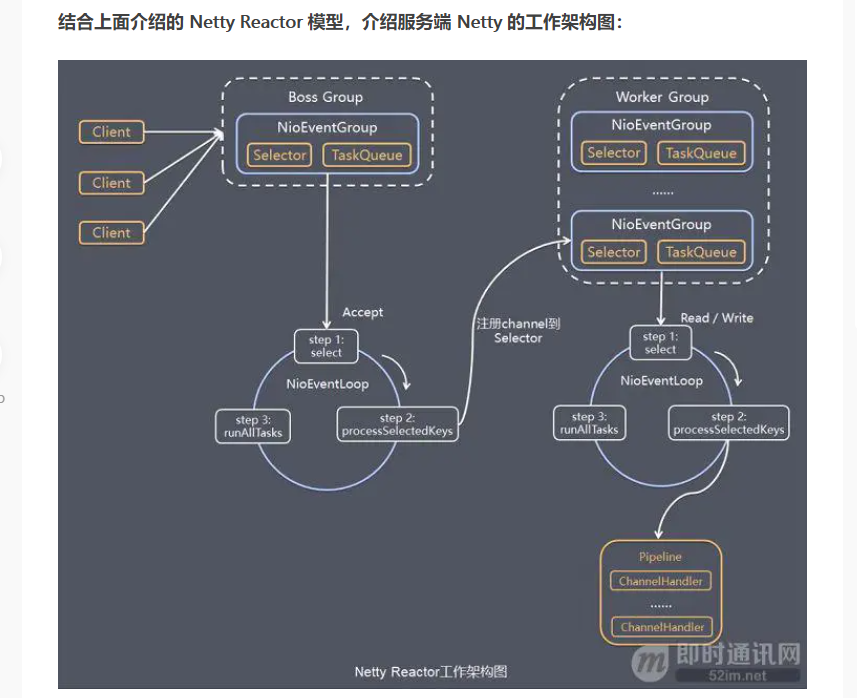 结合上面介绍的 Netty Reactor 模型，介绍服务端 Netty 的工作架构图：
Boss Group
Worker Group
Client
NioEventGroup
Selector
TaskQueue
NioEventGroup
Selector
TaskQueue
Client
......
Client
NioEventGroup
Selector
TaskQueue
Accept
注册channel到
Selector
Read / Write
step 1:
select
NioEventLoop
step 3:
runAllTasks
step 2:
processSelectedKeys
step 1:
select
NioEventLoop
step 3:
runAllTasks
step 2:
processSelectedKeys
Pipeline
ChannelHandler
......
ChannelHandler
Netty Reactor工作架构图
即时通讯网
52im.net